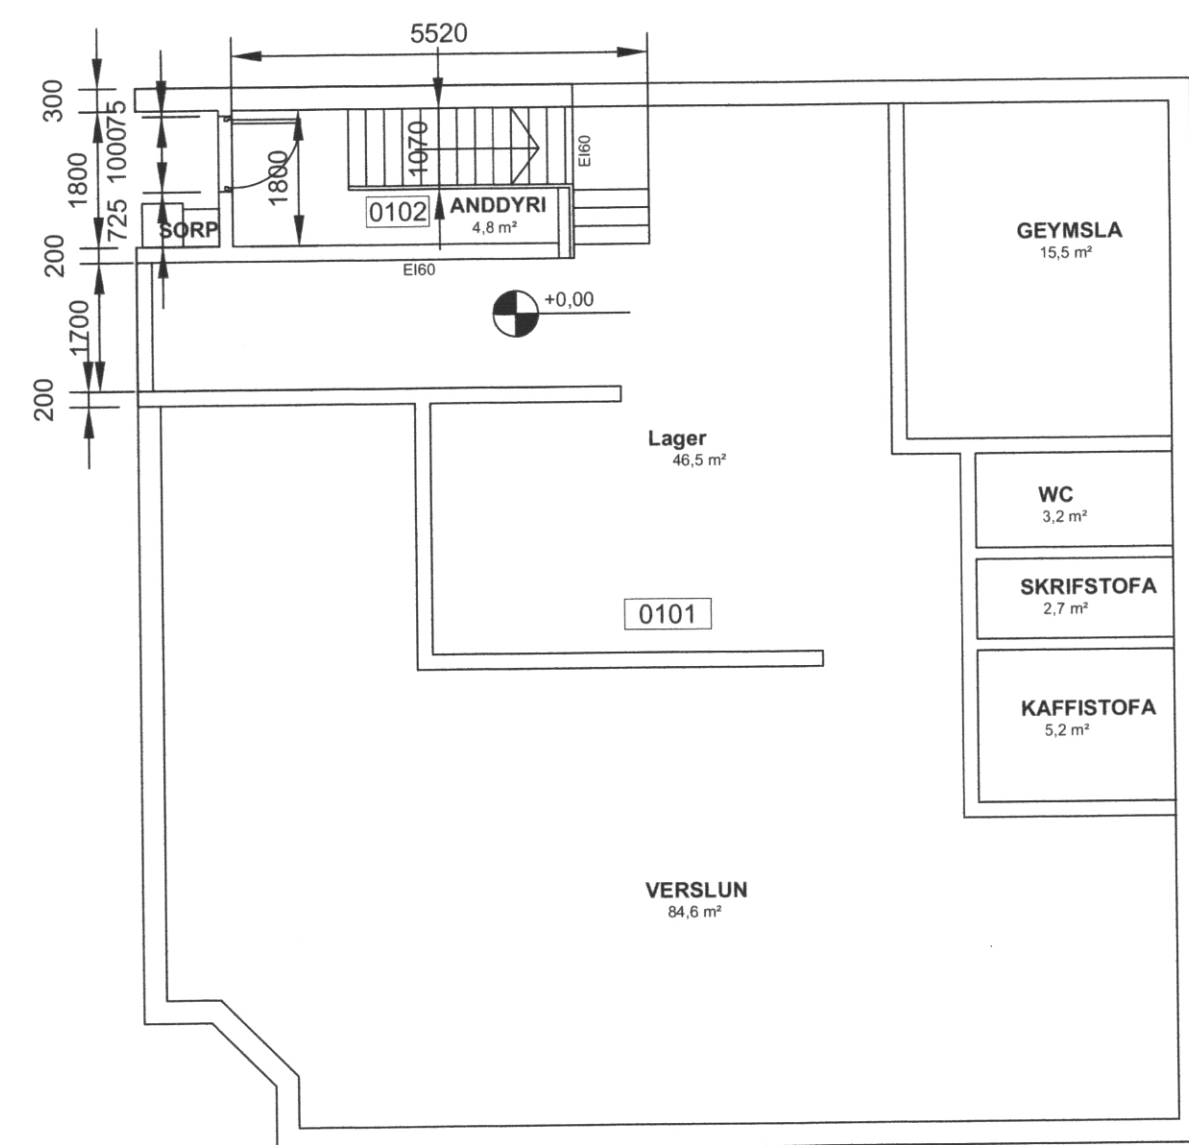 5520
300
75
1000
1800
725
200
1700
200
1800
1070
EI60
0102
ANDDYRI
4,8 m²
SORP
EI60
+0,00
GEYMSLA
15,5 m²
Lager
46,5 m²
WC
3,2 m²
SKRIFSTOFA
2,7 m²
0101
KAFFISTOFA
5,2 m²
VERSLUN
84,6 m²